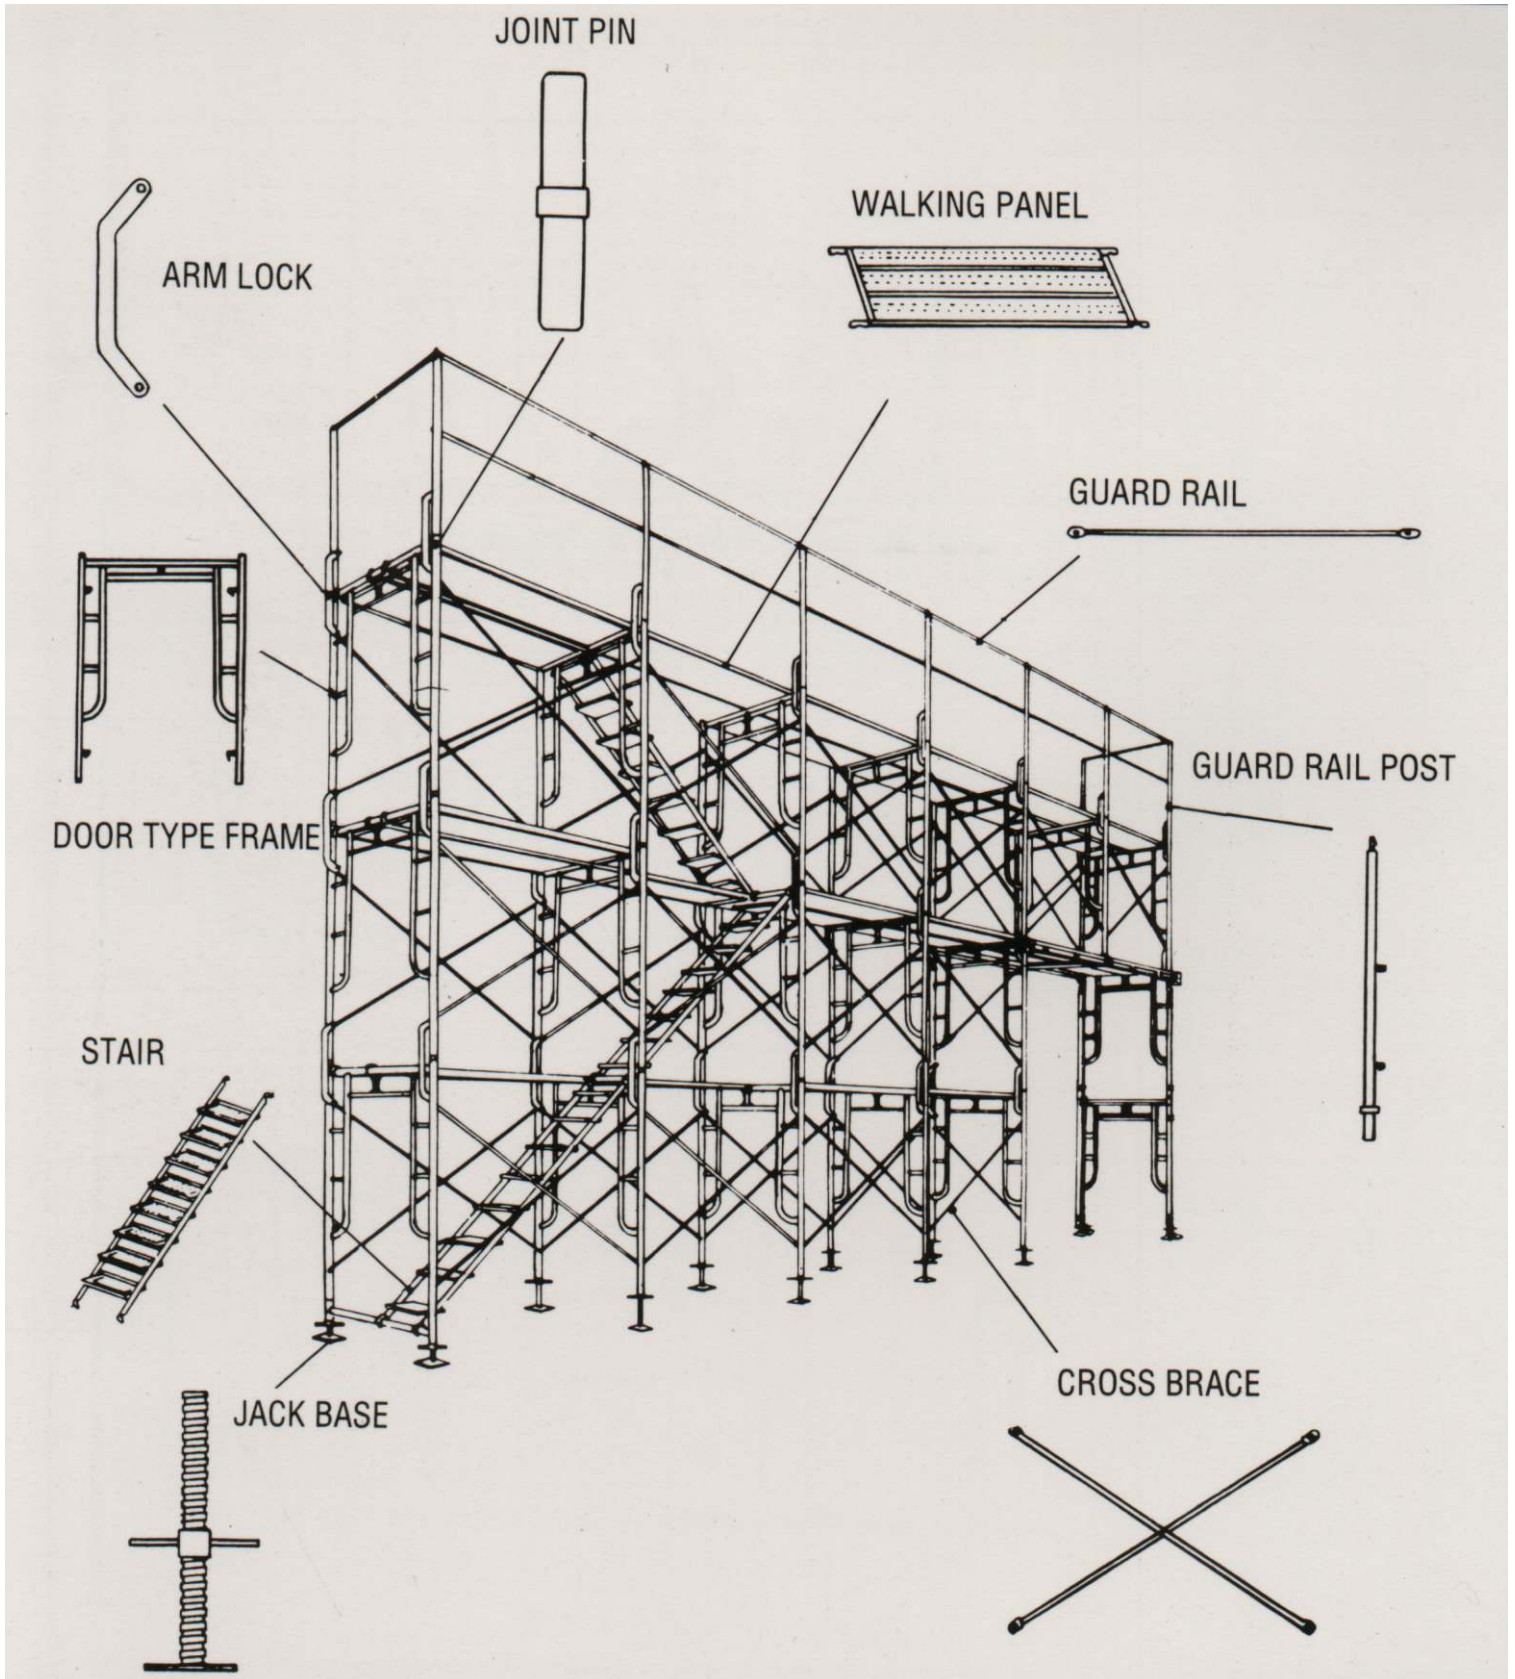 JOINT PIN
WALKING PANEL
ARM LOCK
GUARD RAIL
GUARD RAIL POST
DOOR TYPE FRAME
STAIR
CROSS BRACE
JACK BASE